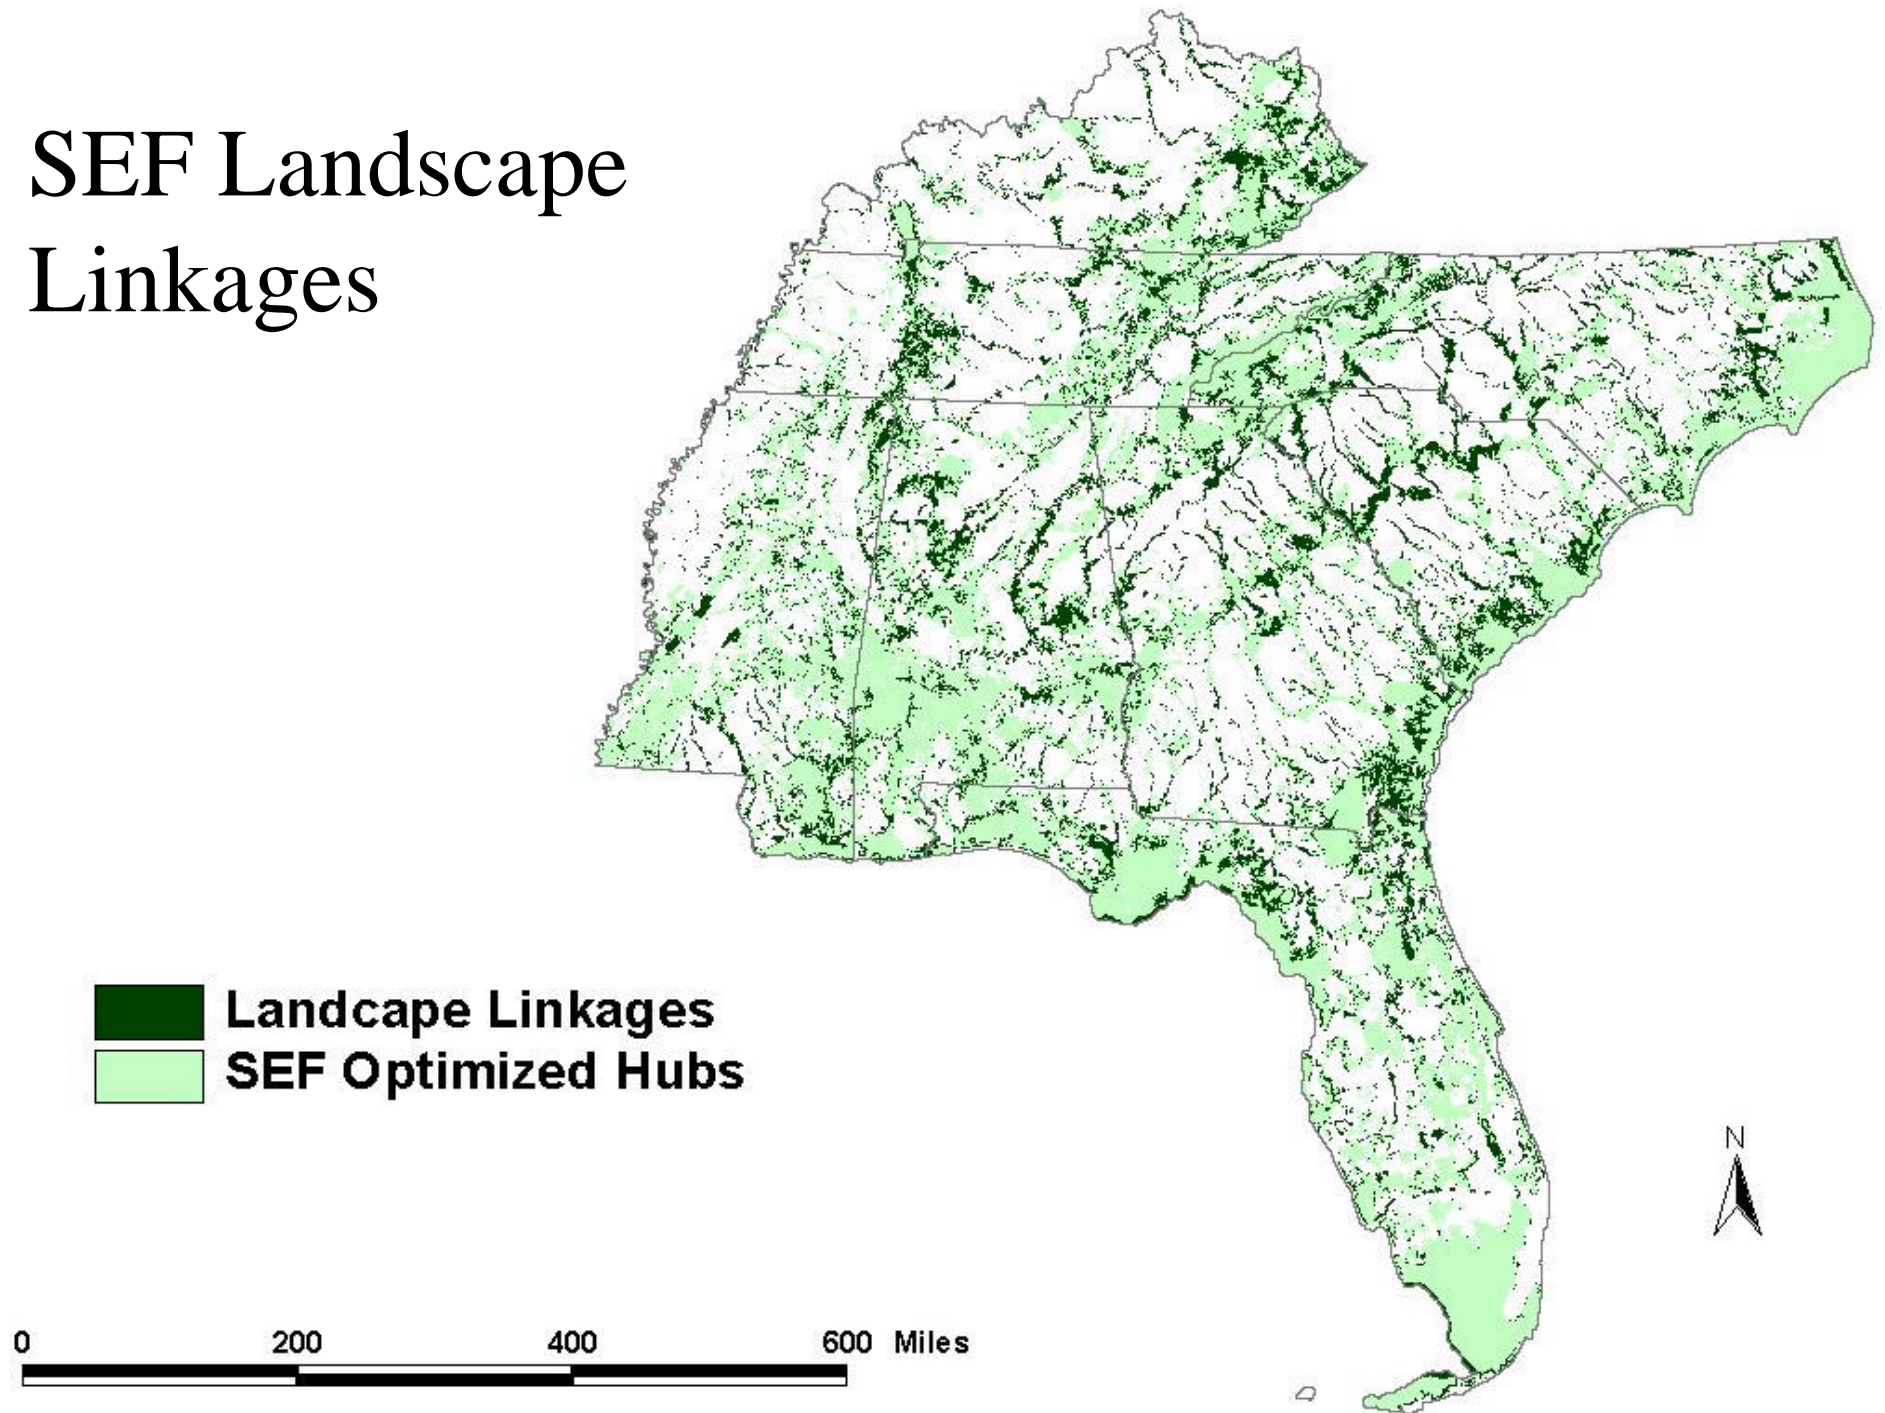 SEF Landscape
Linkages
Landcape Linkages
SEF Optimized Hubs
N
0 200 400 600 Miles